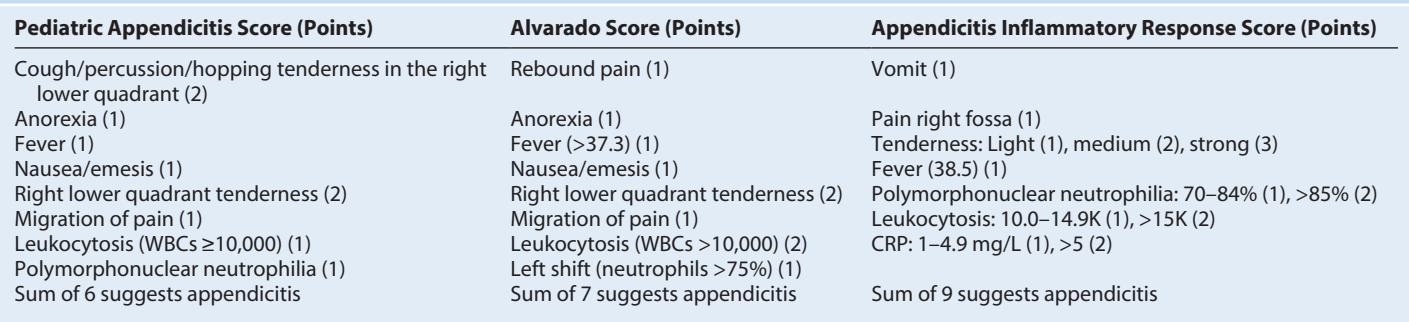 Pediatric Appendicitis Score (Points) Alvarado Score (Points) Appendicitis Inflammatory Response Score (Points)
Cough/percussion/hopping tenderness in the right Rebound pain (1) Vomit (1)
lower quadrant (2)
Anorexia (1) Anorexia (1) Pain right fossa (1)
Fever (1) Fever (>37.3) (1) Tenderness: Light (1), medium (2), strong (3)
Nausea/emesis (1) Nausea/emesis (1) Fever (38.5) (1)
Right lower quadrant tenderness (2) Right lower quadrant tenderness (2) Polymorphonuclear neutrophilia: 70–84% (1), >85% (2)
Migration of pain (1) Migration of pain (1) Leukocytosis: 10.0–14.9K (1), >15K (2)
Leukocytosis (WBCs ≥10,000) (1) Leukocytosis (WBCs >10,000) (2) CRP: 1–4.9 mg/L (1), >5 (2)
Polymorphonuclear neutrophilia (1) Left shift (neutrophils >75%) (1)
Sum of 6 suggests appendicitis Sum of 7 suggests appendicitis Sum of 9 suggests appendicitis